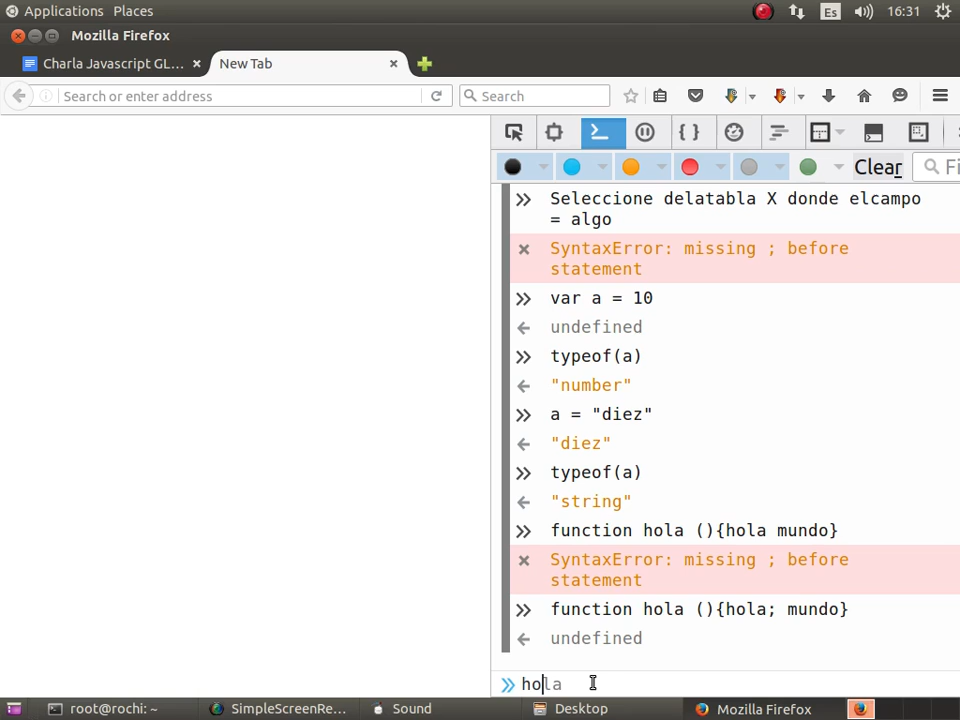 Applications Places Es 16:31
Mozilla Firefox
Charla Javascript GL... × New Tab ×
Search or enter address Search
Clear Fi
Seleccione delatabla X donde elcampo
= algo
SyntaxError: missing ; before
statement
var a = 10
undefined
typeof(a)
"number"
a = "diez"
"diez"
typeof(a)
"string"
function hola (){hola mundo}
SyntaxError: missing ; before
statement
function hola (){hola; mundo}
undefined
hola
root@rochi: ~ SimpleScreenRe... Sound Desktop Mozilla Firefox